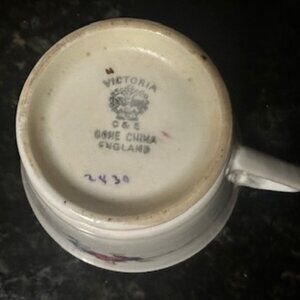 VICTORIA
C & E
BONE CHINA
ENGLAND
2430